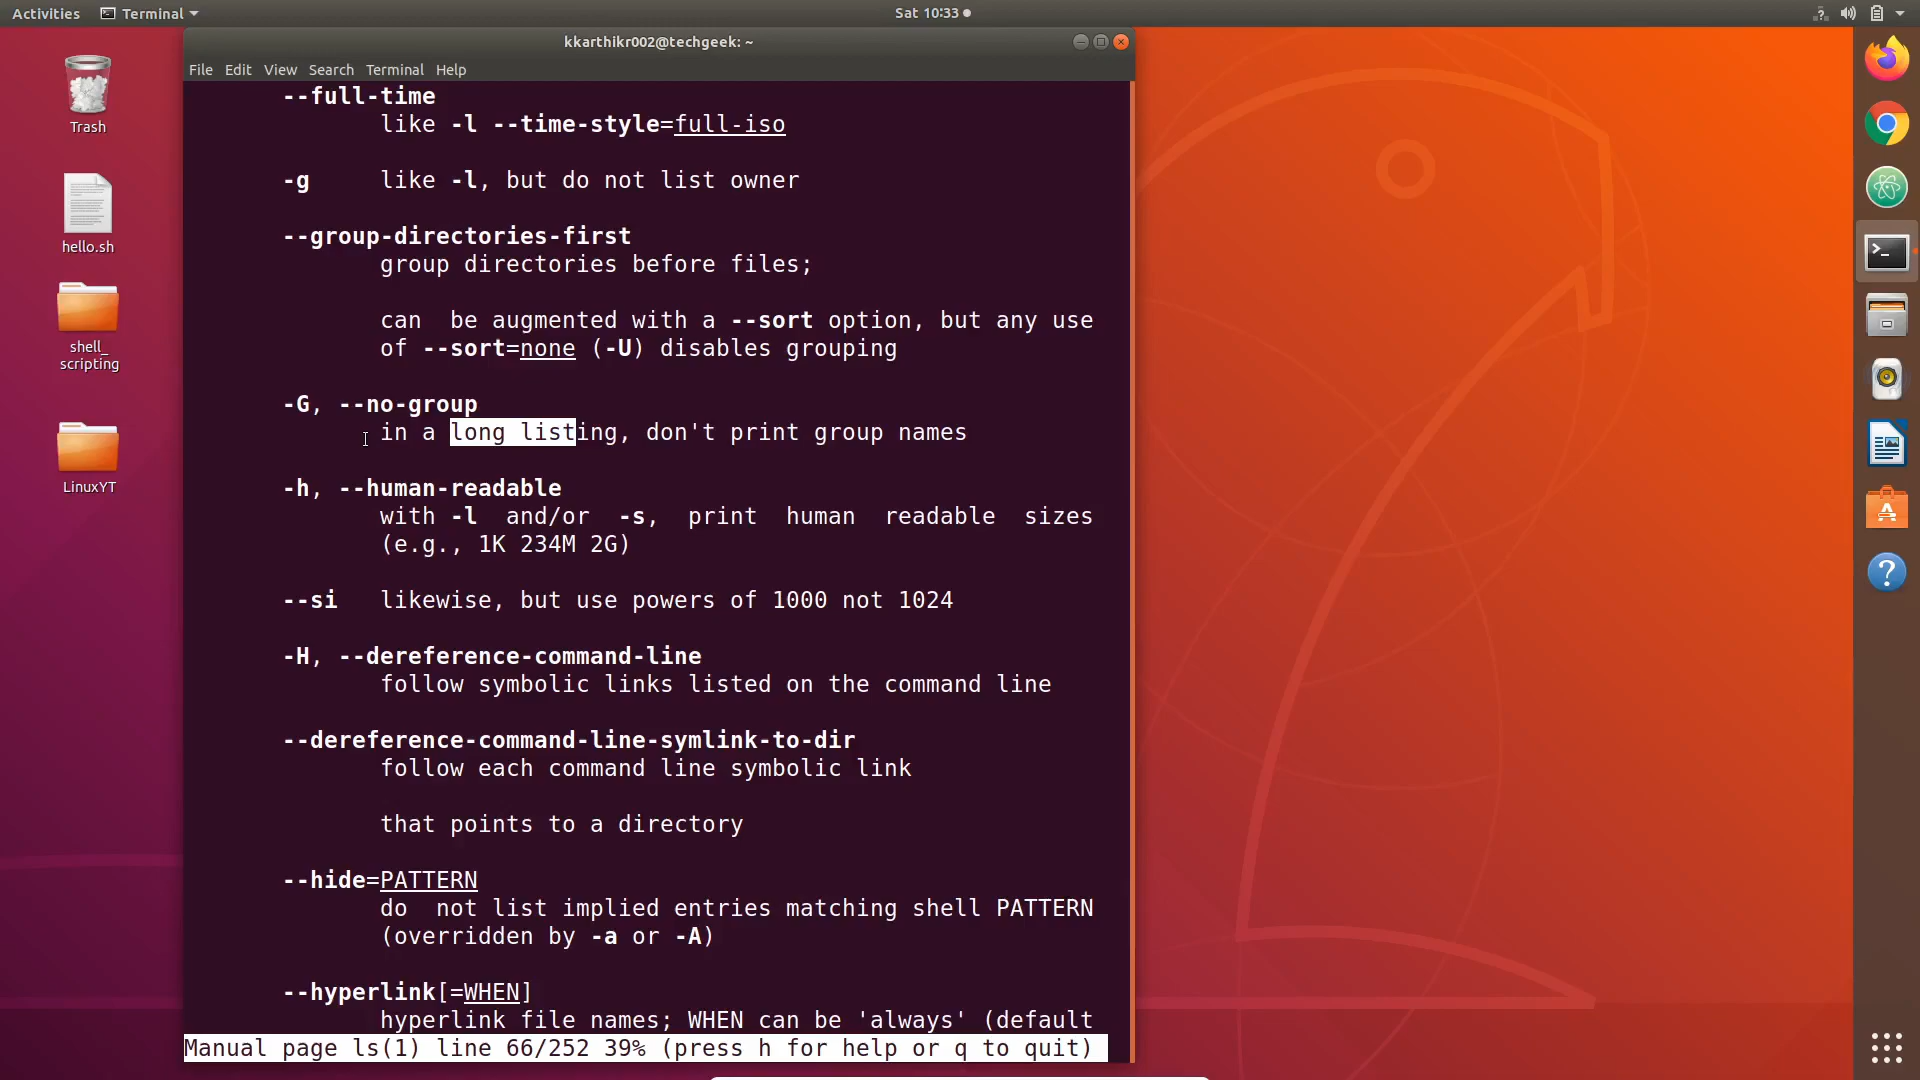 Activities Terminal Sat 10:33
kkarthikr002@techgeek: ~
File Edit View Search Terminal Help
Trash
hello.sh
shell_
scripting
LinuxYT
--full-time
like -l --time-style=full-iso
-g like -l, but do not list owner
--group-directories-first
group directories before files;
can be augmented with a --sort option, but any use
of --sort=none (-U) disables grouping
-G, --no-group
in a long listing, don't print group names
-h, --human-readable
with -l and/or -s, print human readable sizes
(e.g., 1K 234M 2G)
--si likewise, but use powers of 1000 not 1024
-H, --dereference-command-line
follow symbolic links listed on the command line
--dereference-command-line-symlink-to-dir
follow each command line symbolic link
that points to a directory
--hide=PATTERN
do not list implied entries matching shell PATTERN
(overridden by -a or -A)
--hyperlink[=WHEN]
hyperlink file names; WHEN can be 'always' (default
Manual page ls(1) line 66/252 39% (press h for help or q to quit)